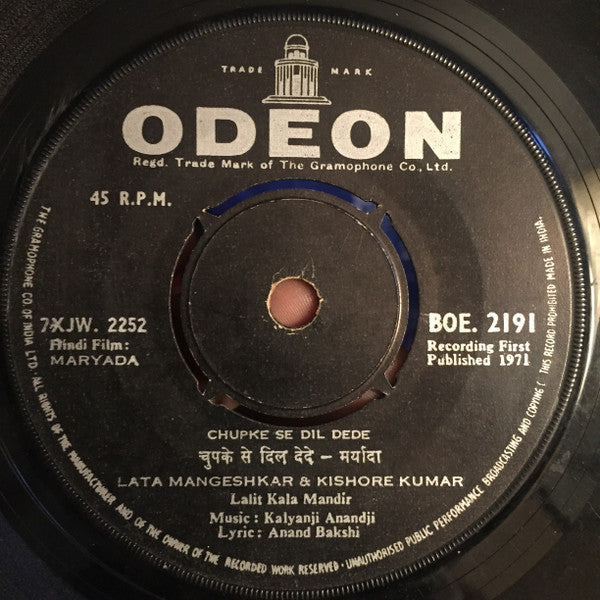 TRADE MARK
ODEON
Regd. Trade Mark of The Gramophone Co., Ltd.
45 R.P.M.
7XJW. 2252
Hindi Film:
MARYADA
BOE. 2191
Recording First
Published 1971
CHUPKE SE DIL DEDE
चुपके से दिल देदे - मर्यादा
LATA MANGESHKAR & KISHORE KUMAR
Lalit Kala Mandir
Music : Kalyanji Anandji
Lyric : Anand Bakshi
THE GRAMOPHONE CO. OF INDIA LTD. ALL RIGHTS OF THE MANUFACTURER AND OF THE OWNER OF THE RECORDED WORK RESERVED - UNAUTHORISED PUBLIC PERFORMANCE BROADCASTING AND COPYING OF THIS RECORD PROHIBITED MADE IN INDIA.